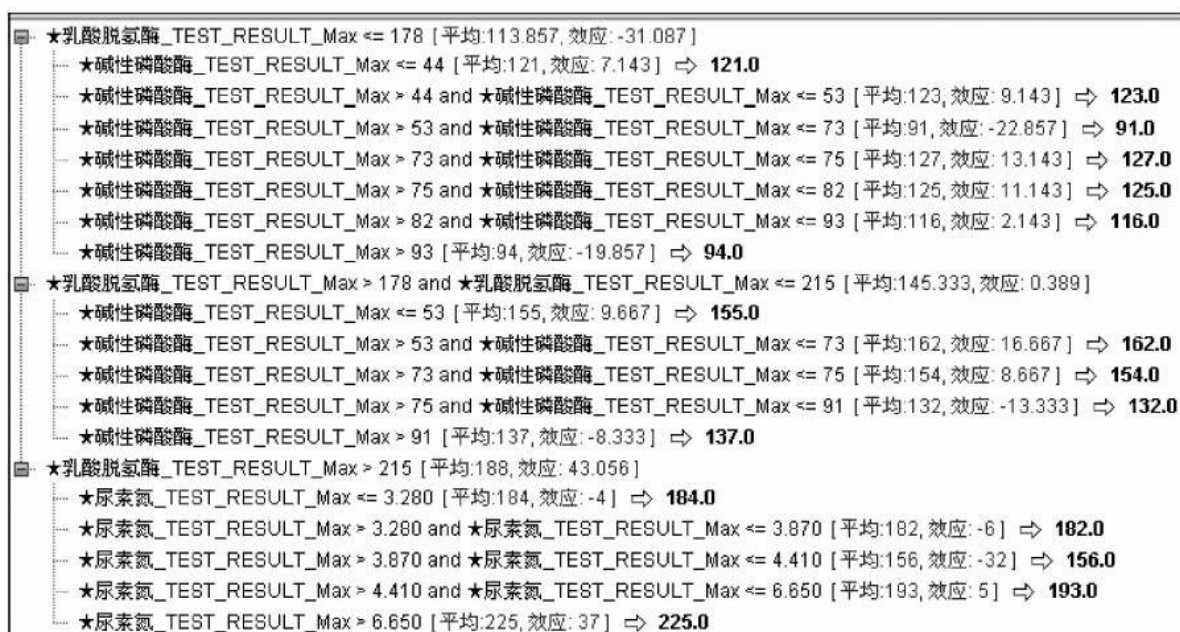 ★乳酸脱氢酶_TEST_RESULT_Max <= 178 [平均:113.857, 效应: -31.087]
★碱性磷酸酶_TEST_RESULT_Max <= 44 [平均:121, 效应: 7.143] ⇨ 121.0
★碱性磷酸酶_TEST_RESULT_Max > 44 and ★碱性磷酸酶_TEST_RESULT_Max <= 53 [平均:123, 效应: 9.143] ⇨ 123.0
★碱性磷酸酶_TEST_RESULT_Max > 53 and ★碱性磷酸酶_TEST_RESULT_Max <= 73 [平均:91, 效应: -22.857] ⇨ 91.0
★碱性磷酸酶_TEST_RESULT_Max > 73 and ★碱性磷酸酶_TEST_RESULT_Max <= 75 [平均:127, 效应: 13.143] ⇨ 127.0
★碱性磷酸酶_TEST_RESULT_Max > 75 and ★碱性磷酸酶_TEST_RESULT_Max <= 82 [平均:125, 效应: 11.143] ⇨ 125.0
★碱性磷酸酶_TEST_RESULT_Max > 82 and ★碱性磷酸酶_TEST_RESULT_Max <= 93 [平均:116, 效应: 2.143] ⇨ 116.0
★碱性磷酸酶_TEST_RESULT_Max > 93 [平均:94, 效应: -19.857] ⇨ 94.0
★乳酸脱氢酶_TEST_RESULT_Max > 178 and ★乳酸脱氢酶_TEST_RESULT_Max <= 215 [平均:145.333, 效应: 0.389]
★碱性磷酸酶_TEST_RESULT_Max <= 53 [平均:155, 效应: 9.667] ⇨ 155.0
★碱性磷酸酶_TEST_RESULT_Max > 53 and ★碱性磷酸酶_TEST_RESULT_Max <= 73 [平均:162, 效应: 16.667] ⇨ 162.0
★碱性磷酸酶_TEST_RESULT_Max > 73 and ★碱性磷酸酶_TEST_RESULT_Max <= 75 [平均:154, 效应: 8.667] ⇨ 154.0
★碱性磷酸酶_TEST_RESULT_Max > 75 and ★碱性磷酸酶_TEST_RESULT_Max <= 91 [平均:132, 效应: -13.333] ⇨ 132.0
★碱性磷酸酶_TEST_RESULT_Max > 91 [平均:137, 效应: -8.333] ⇨ 137.0
★乳酸脱氢酶_TEST_RESULT_Max > 215 [平均:188, 效应: 43.056]
★尿素氮_TEST_RESULT_Max <= 3.280 [平均:184, 效应: -4] ⇨ 184.0
★尿素氮_TEST_RESULT_Max > 3.280 and ★尿素氮_TEST_RESULT_Max <= 3.870 [平均:182, 效应: -6] ⇨ 182.0
★尿素氮_TEST_RESULT_Max > 3.870 and ★尿素氮_TEST_RESULT_Max <= 4.410 [平均:156, 效应: -32] ⇨ 156.0
★尿素氮_TEST_RESULT_Max > 4.410 and ★尿素氮_TEST_RESULT_Max <= 6.650 [平均:193, 效应: 5] ⇨ 193.0
★尿素氮_TEST_RESULT_Max > 6.650 [平均:225, 效应: 37] ⇨ 225.0